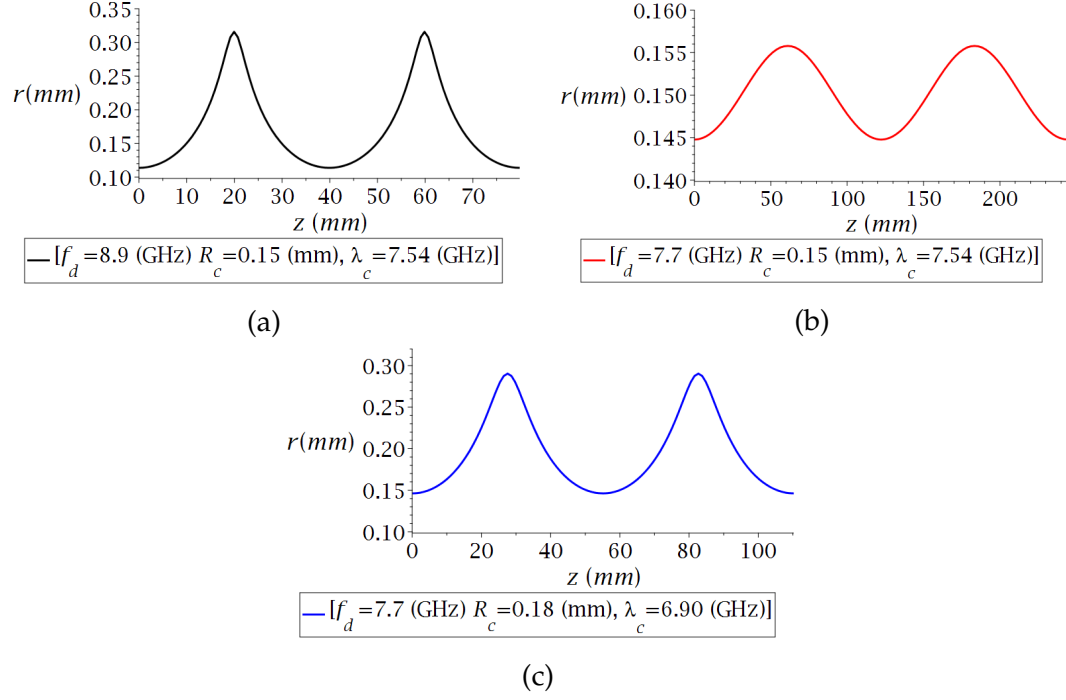 0.35
0.30
0.25
r(mm)
0.20
0.15
0.10
0 10 20 30 40 50 60 70
z (mm)
[f_d=8.9 (GHz) R_c=0.15 (mm), λ_c=7.54 (GHz)]
(a)
0.160
0.155
r(mm)
0.150
0.145
0.140
0 50 100 150 200
z (mm)
[f_d=7.7 (GHz) R_c=0.15 (mm), λ_c=7.54 (GHz)]
(b)
0.30
0.25
r(mm)
0.20
0.15
0.10
0 20 40 60 80 100
z (mm)
[f_d=7.7 (GHz) R_c=0.18 (mm), λ_c=6.90 (GHz)]
(c)